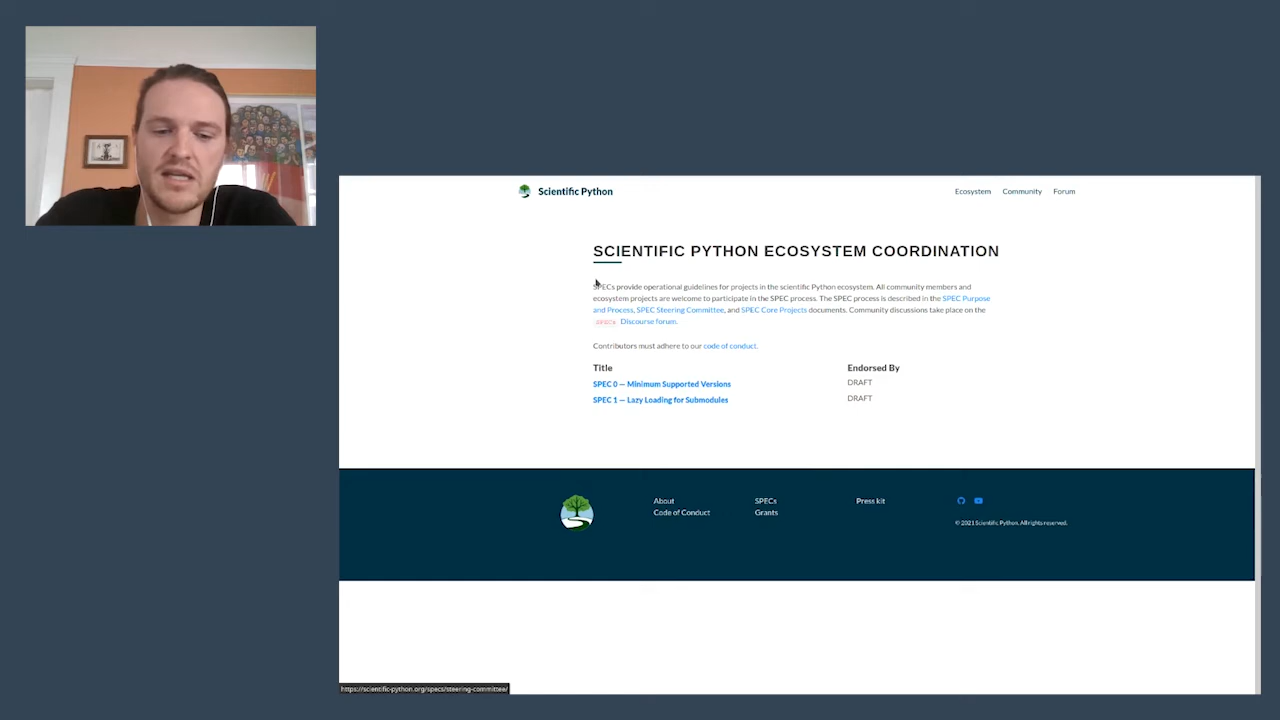 Scientific Python
Ecosystem Community Forum
SCIENTIFIC PYTHON ECOSYSTEM COORDINATION
SPECs provide operational guidelines for projects in the scientific Python ecosystem. All community members and
ecosystem projects are welcome to participate in the SPEC process. The SPEC process is described in the SPEC Purpose
and Process, SPEC Steering Committee, and SPEC Core Projects documents. Community discussions take place on the
SPECs Discourse forum.
Contributors must adhere to our code of conduct.
Title Endorsed By
SPEC 0 — Minimum Supported Versions DRAFT
SPEC 1 — Lazy Loading for Submodules DRAFT
About SPECs Press kit
Code of Conduct Grants
© 2021 Scientific Python. All rights reserved.
https://scientific-python.org/specs/steering-committee/